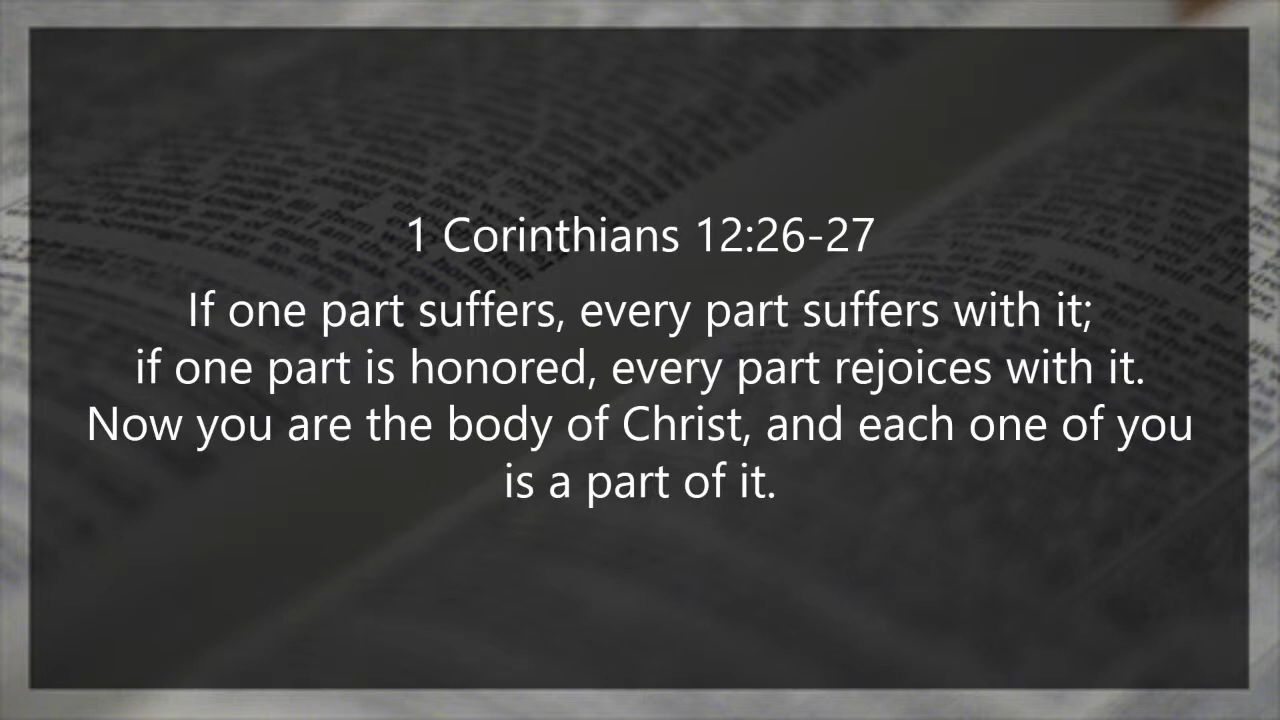 1 Corinthians 12:26-27
If one part suffers, every part suffers with it;
if one part is honored, every part rejoices with it.
Now you are the body of Christ, and each one of you
is a part of it.